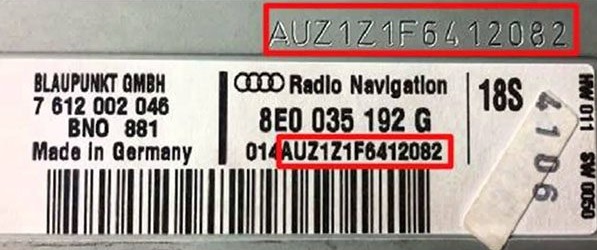 AUZ1Z1F6412082
BLAUPUNKT GMBH
7 612 002 046
BNO 881
Made in Germany
Radio Navigation
8E0 035 192 G
014AUZ1Z1F6412082
18S
4106
HW 011 SW 0050